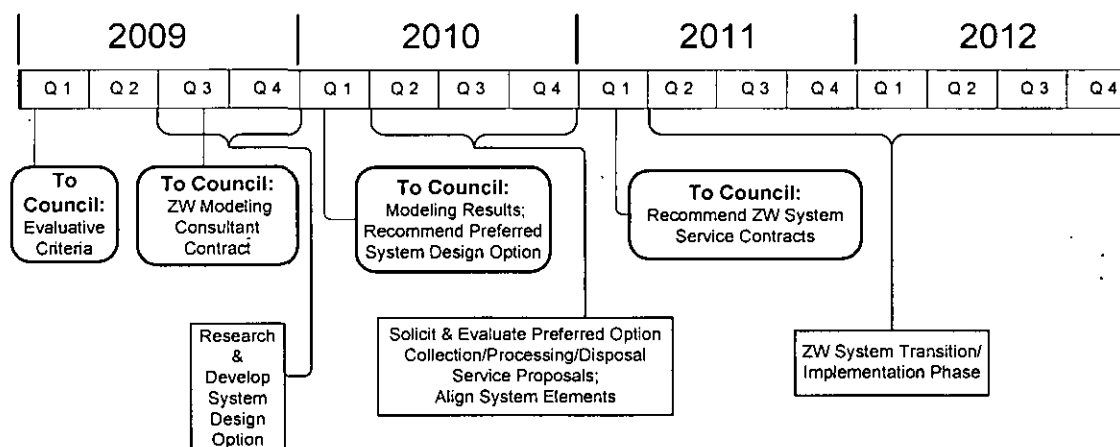 2009 2010 2011 2012
Q 1 Q 2 Q 3 Q 4 Q 1 Q 2 Q 3 Q 4 Q 1 Q 2 Q 3 Q 4 Q 1 Q 2 Q 3 Q 4
To
Council:
Evaluative
Criteria
To Council:
ZW Modeling
Consultant
Contract
To Council:
Modeling Results;
Recommend Preferred
System Design Option
To Council:
Recommend ZW System
Service Contracts
Research
&
Develop
System
Design
Option
Solicit & Evaluate Preferred Option
Collection/Processing/Disposal
Service Proposals;
Align System Elements
ZW System Transition/
Implementation Phase